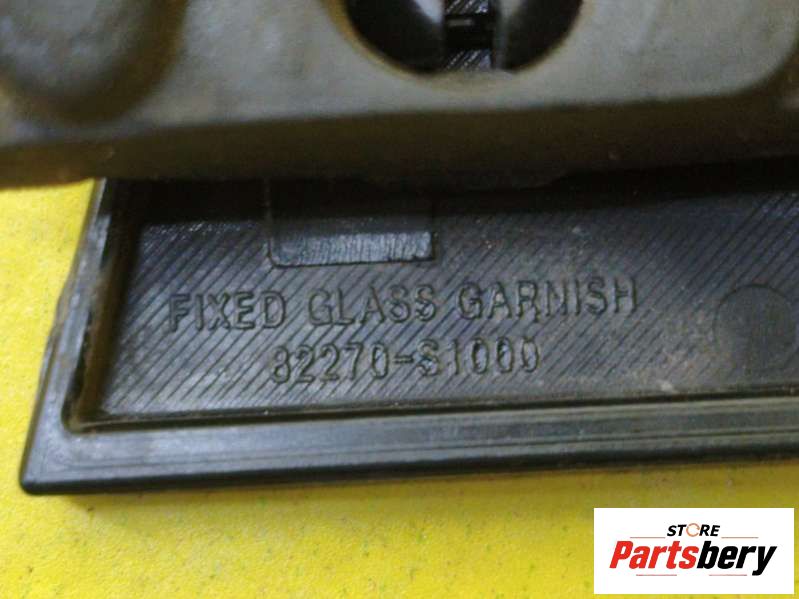 FIXED GLASS GARNISH
82270-S1000
STORE
Partsbery